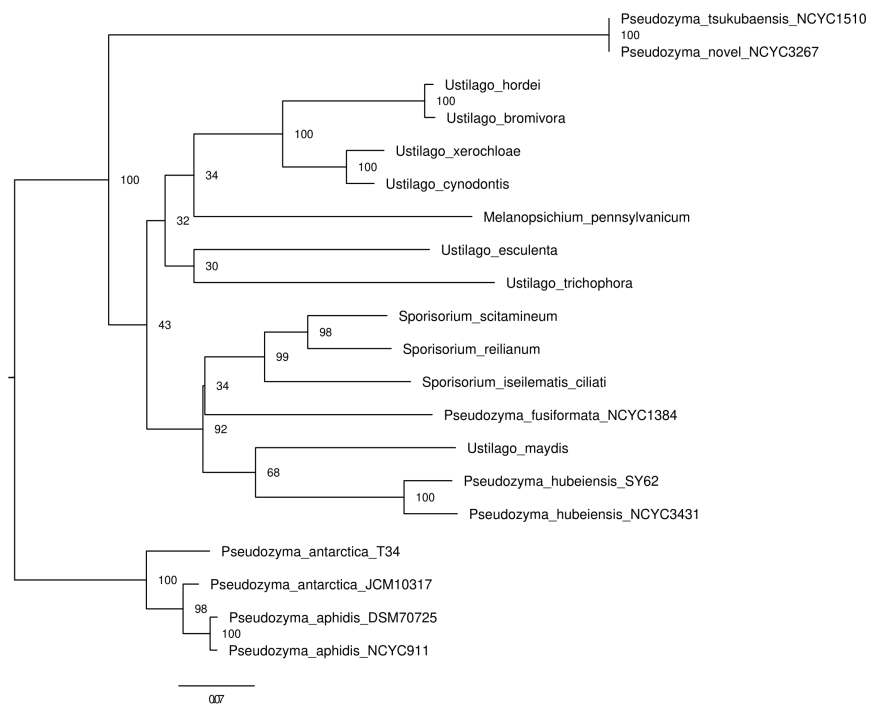 Pseudozyma_tsukubaensis_NCYC1510
100
Pseudozyma_novel_NCYC3267
Ustilago_hordei
100
Ustilago_bromivora
100
Ustilago_xerochloae
100
34
100
Ustilago_cynodontis
32
Melanopsichium_pennsylvanicum
Ustilago_esculenta
30
Ustilago_trichophora
Sporisorium_scitamineum
43
98
Sporisorium_reilianum
99
Sporisorium_iseilematis_ciliati
34
Pseudozyma_fusiformata_NCYC1384
92
Ustilago_maydis
68
Pseudozyma_hubeiensis_SY62
100
Pseudozyma_hubeiensis_NCYC3431
Pseudozyma_antarctica_T34
100
Pseudozyma_antarctica_JCM10317
98
Pseudozyma_aphidis_DSM70725
100
Pseudozyma_aphidis_NCYC911
0.07